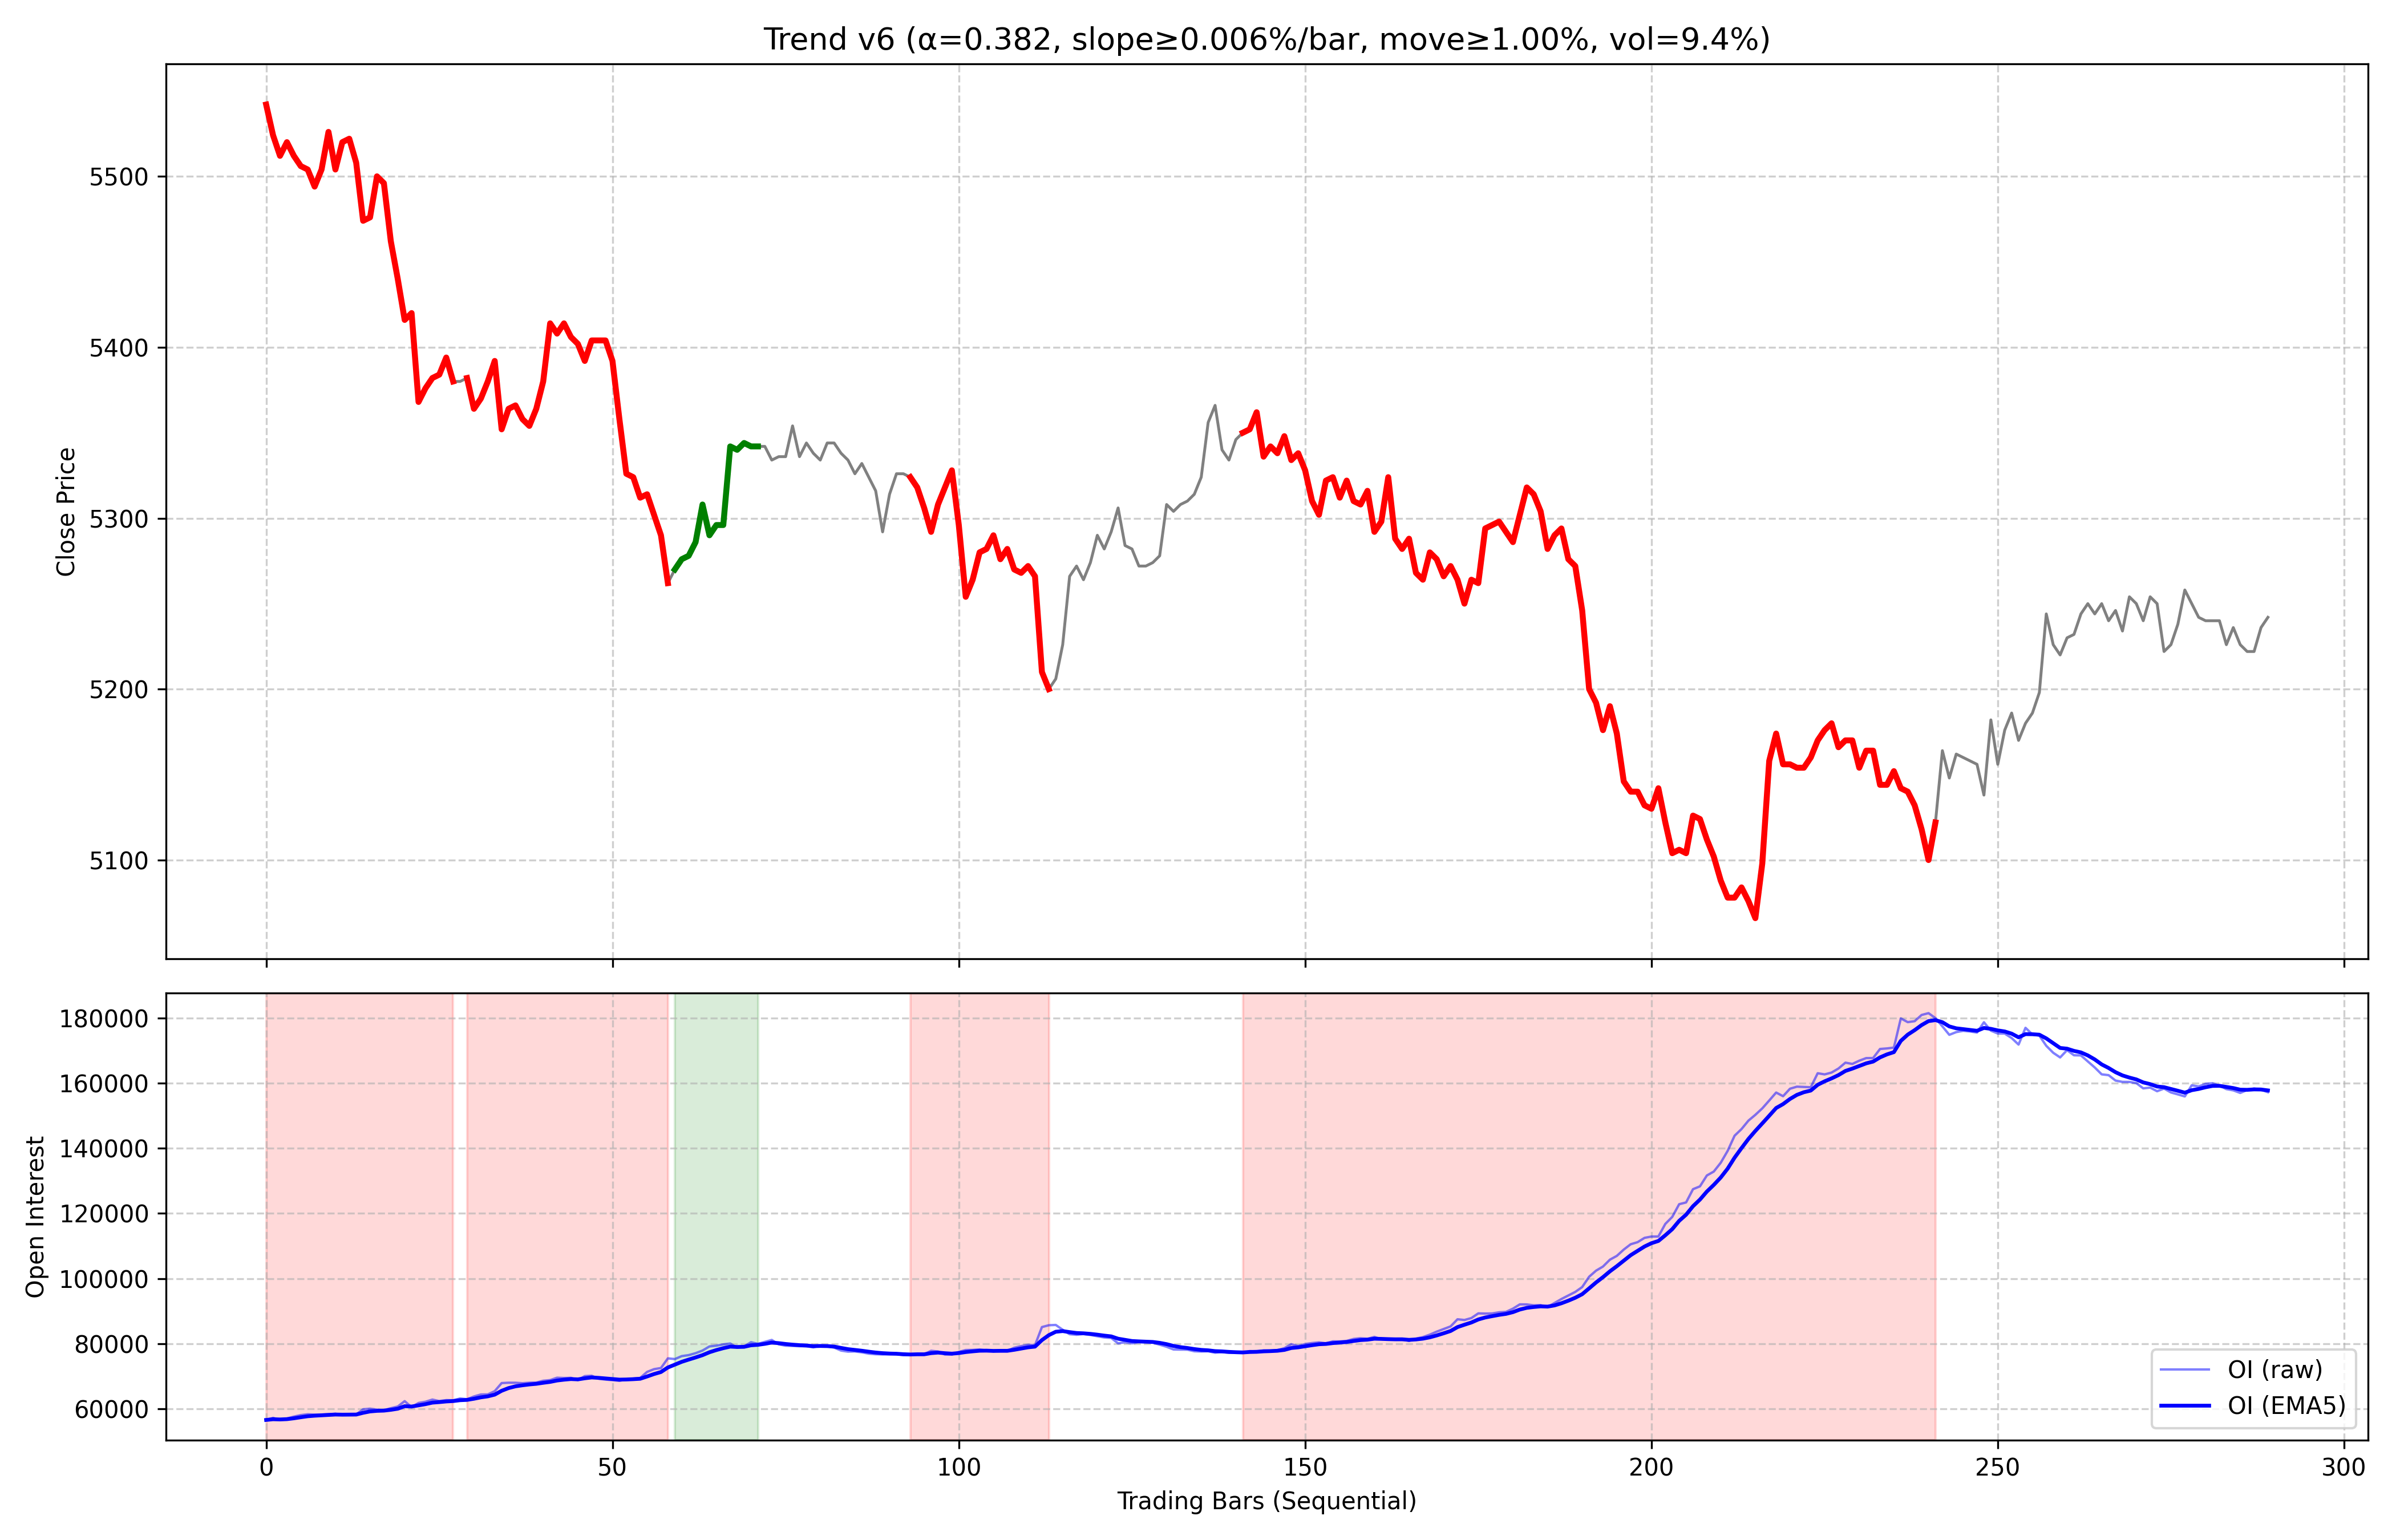 Trend v6 (α=0.382, slope≥0.006%/bar, move≥1.00%, vol=9.4%)
Close Price
5500
5400
5300
5200
5100
Open Interest
180000
160000
140000
120000
100000
80000
60000
OI (raw)
OI (EMA5)
0 50 100 150 200 250 300
Trading Bars (Sequential)